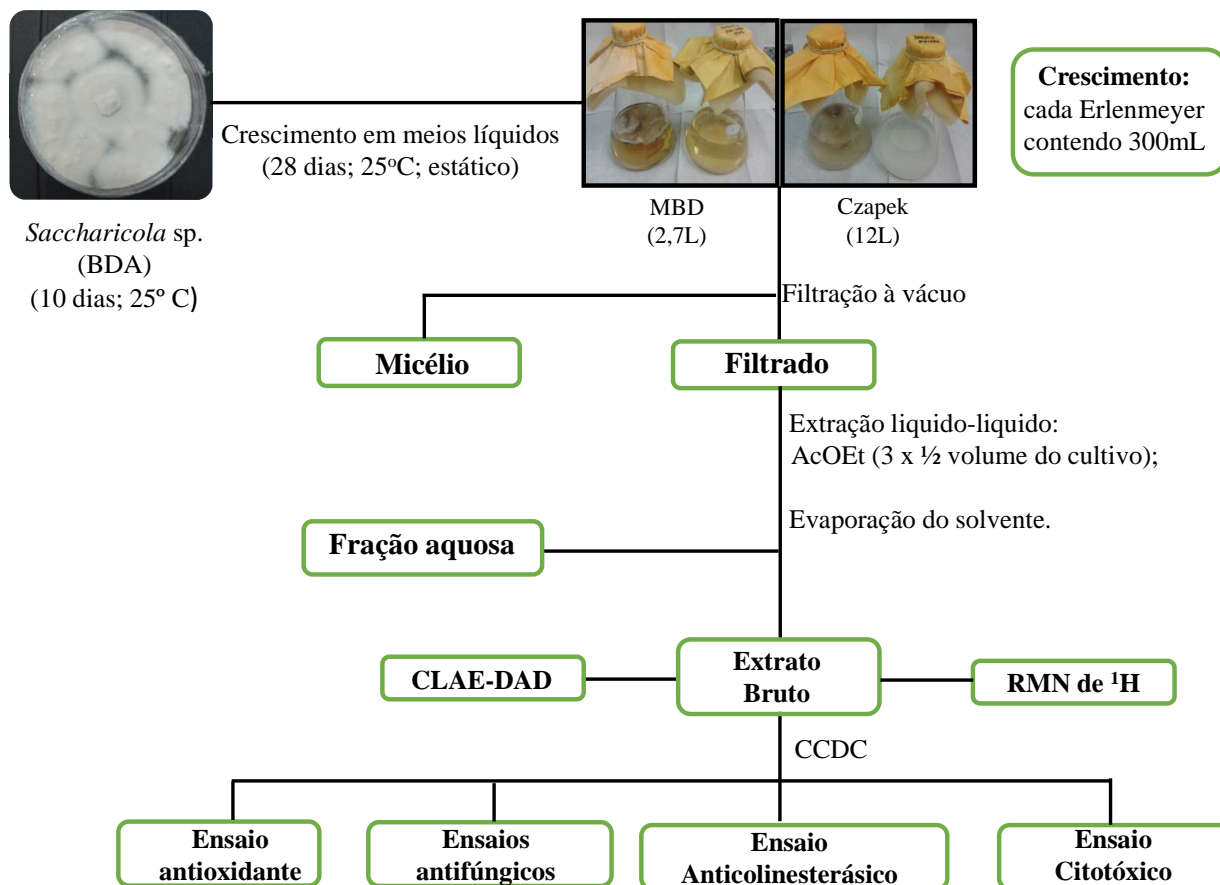 Crescimento em meios líquidos
(28 dias; 25ºC; estático)
Saccharicola sp.
(BDA)
(10 dias; 25º C)
MBD
(2,7L)
Czapek
(12L)
Crescimento:
cada Erlenmeyer
contendo 300mL
Filtração à vácuo
Micélio
Filtrado
Extração liquido-liquido:
AcOEt (3 x ½ volume do cultivo);
Evaporação do solvente.
Fração aquosa
CLAE-DAD
Extrato
Bruto
RMN de ¹H
CCDC
Ensaio
antioxidante
Ensaios
antifúngicos
Ensaio
Anticolinesterásico
Ensaio
Citotóxico